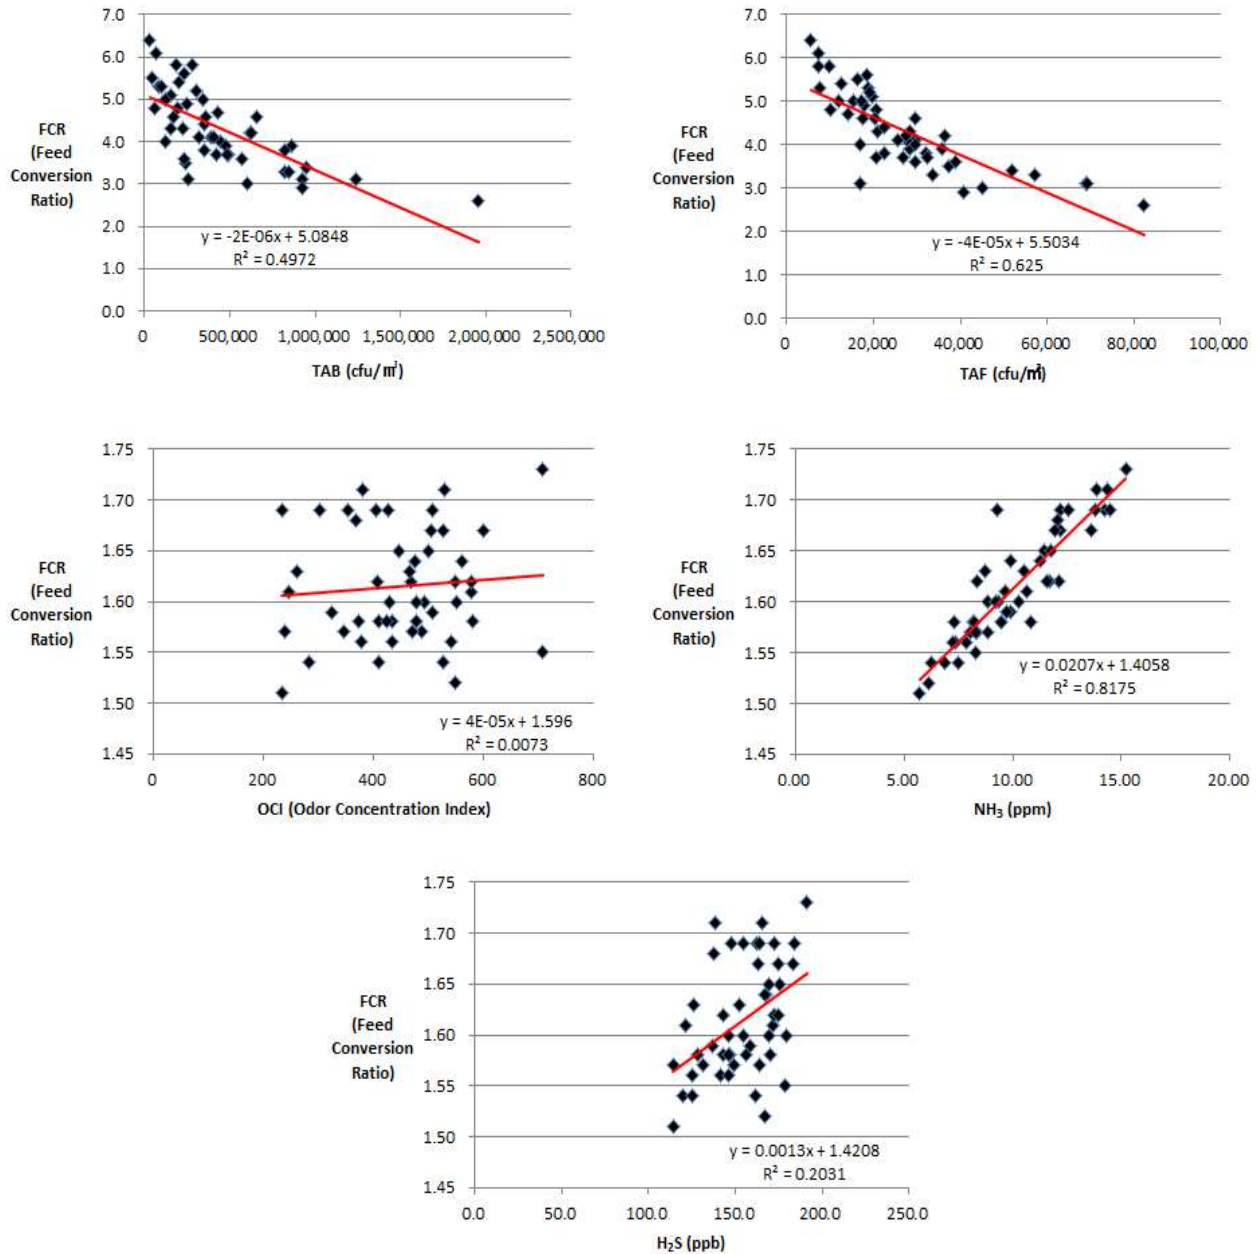 7.0
6.0
5.0
4.0
3.0
2.0
1.0
0.0
FCR
(Feed
Conversion
Ratio)
y = -2E-06x + 5.0848
R² = 0.4972
0 500,000 1,000,000 1,500,000 2,000,000 2,500,000
TAB (cfu/㎥)
7.0
6.0
5.0
4.0
3.0
2.0
1.0
0.0
FCR
(Feed
Conversion
Ratio)
y = -4E-05x + 5.5034
R² = 0.625
0 20,000 40,000 60,000 80,000 100,000
TAF (cfu/㎥)
1.75
1.70
1.65
1.60
1.55
1.50
1.45
FCR
(Feed
Conversion
Ratio)
y = 4E-05x + 1.596
R² = 0.0073
0 200 400 600 800
OCI (Odor Concentration Index)
1.75
1.70
1.65
1.60
1.55
1.50
1.45
FCR
(Feed
Conversion
Ratio)
y = 0.0207x + 1.4058
R² = 0.8175
0.00 5.00 10.00 15.00 20.00
NH₃ (ppm)
1.75
1.70
1.65
1.60
1.55
1.50
1.45
FCR
(Feed
Conversion
Ratio)
y = 0.0013x + 1.4208
R² = 0.2031
0.0 50.0 100.0 150.0 200.0 250.0
H₂S (ppb)